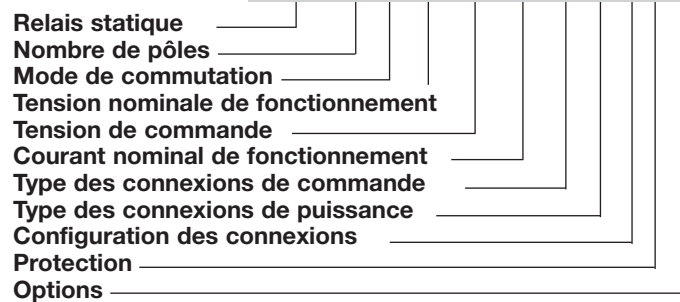 Relais statique
Nombre de pôles
Mode de commutation
Tension nominale de fonctionnement
Tension de commande
Courant nominal de fonctionnement
Type des connexions de commande
Type des connexions de puissance
Configuration des connexions
Protection
Options